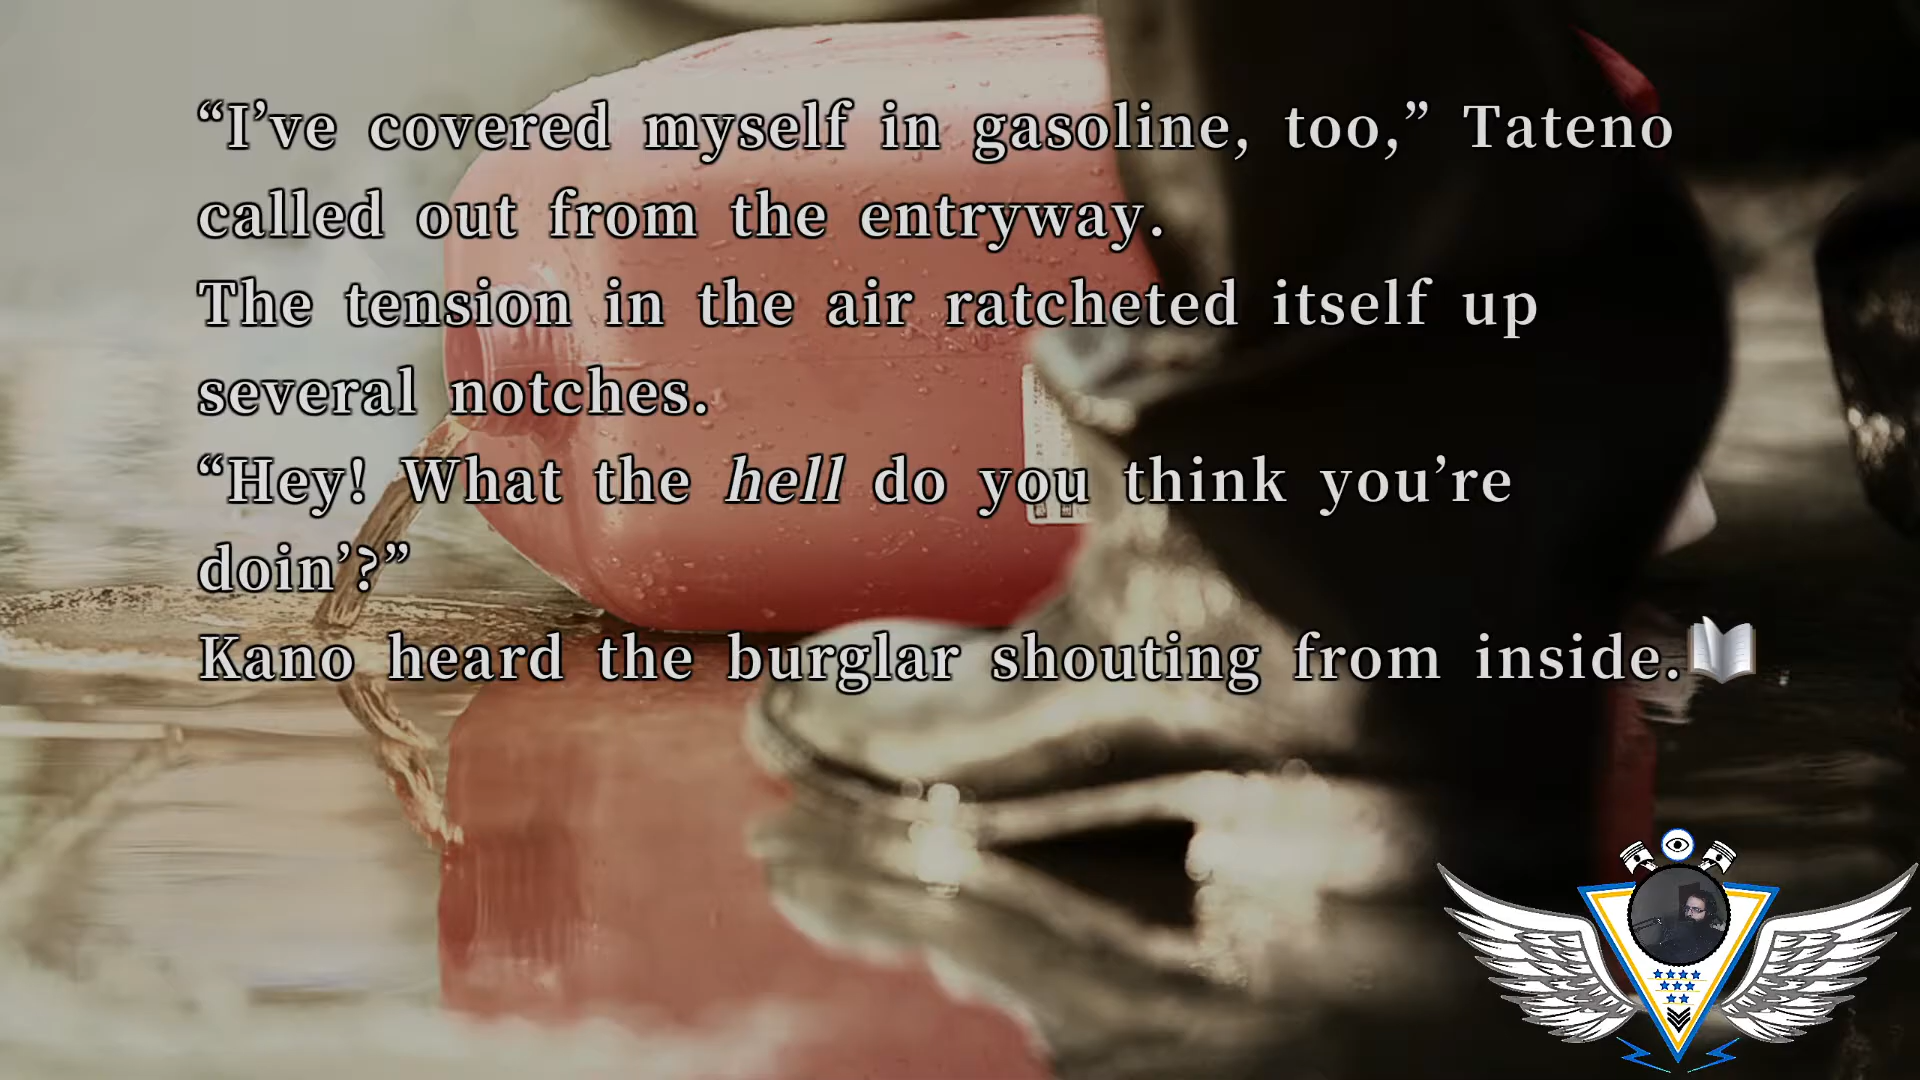 “I’ve covered myself in gasoline, too,” Tateno
called out from the entryway.
The tension in the air ratcheted itself up
several notches.
“Hey! What the hell do you think you’re
doin’?”
Kano heard the burglar shouting from inside.